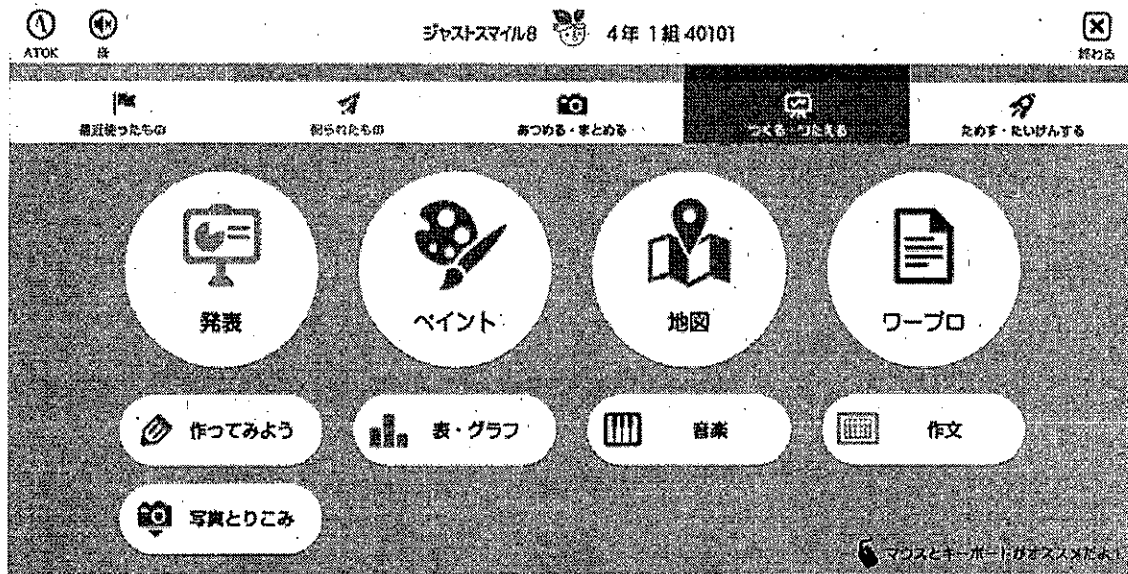 ATOK
音
ジャストスマイル8 4年 1組 40101
終わる
最近使ったもの
配られたもの
あつめる・まとめる
つくる・つたえる
ためす・たいけんする
発表
ペイント
地図
ワープロ
作ってみよう
表・グラフ
音楽
作文
写真とりこみ
マウスとキーボードがオススメだよ!